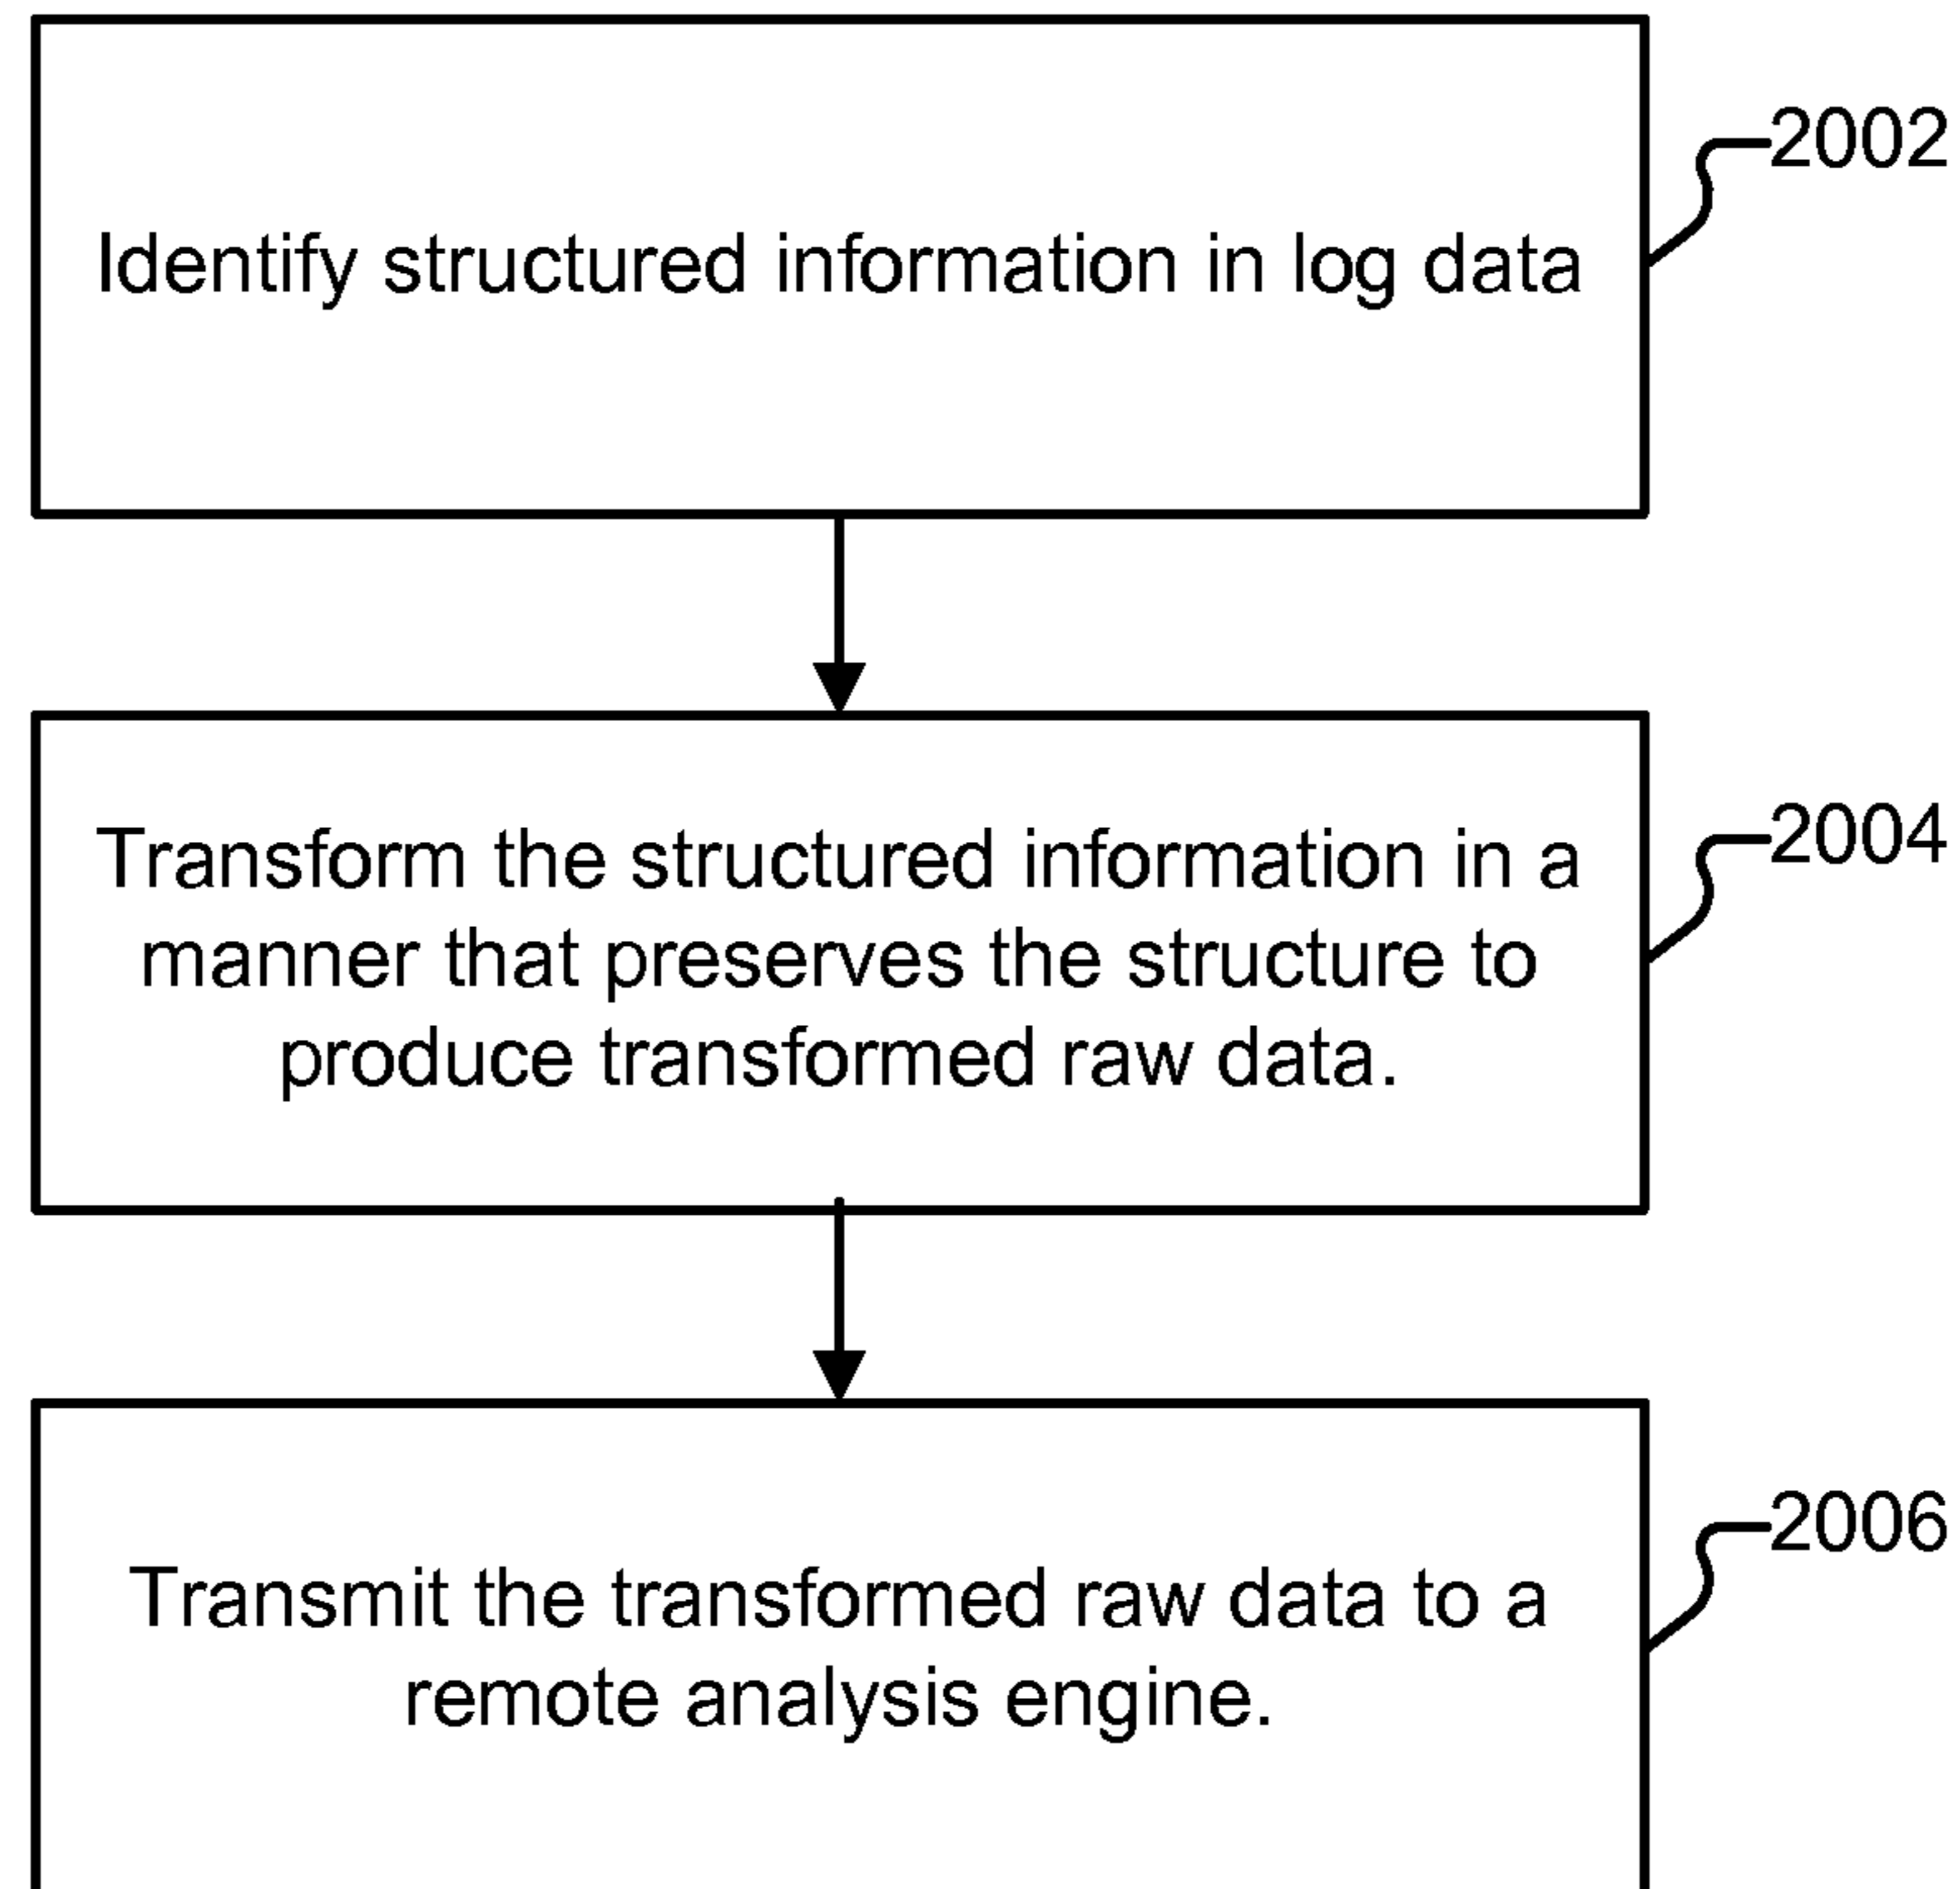 2002
Identify structured information in log data
2004
Transform the structured information in a
manner that preserves the structure to
produce transformed raw data.
2006
Transmit the transformed raw data to a
remote analysis engine.